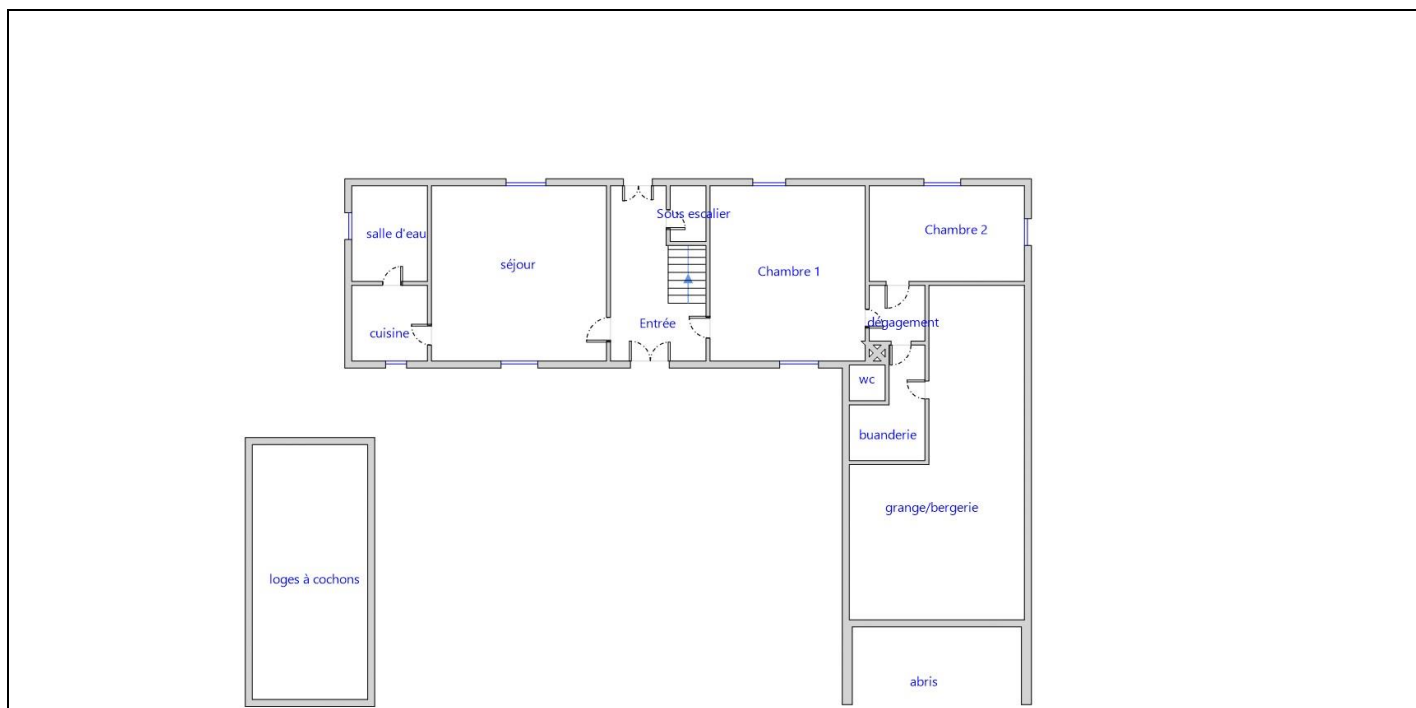 Sous escalier
salle d'eau
Chambre 2
séjour
Chambre 1
cuisine
Entrée
dégagement
wc
buanderie
grange/bergerie
loges à cochons
abris